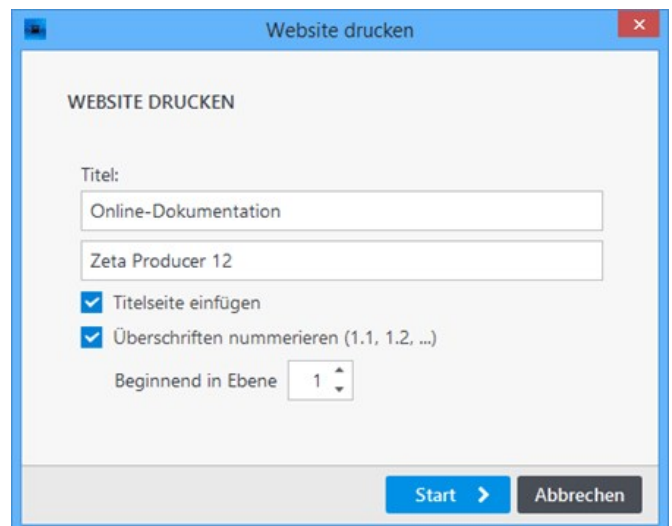 Website drucken
WEBSITE DRUCKEN
Titel:
Online-Dokumentation
Zeta Producer 12
Titelseite einfügen
Überschriften nummerieren (1.1, 1.2, ...)
Beginnend in Ebene 1
Start Abbrechen